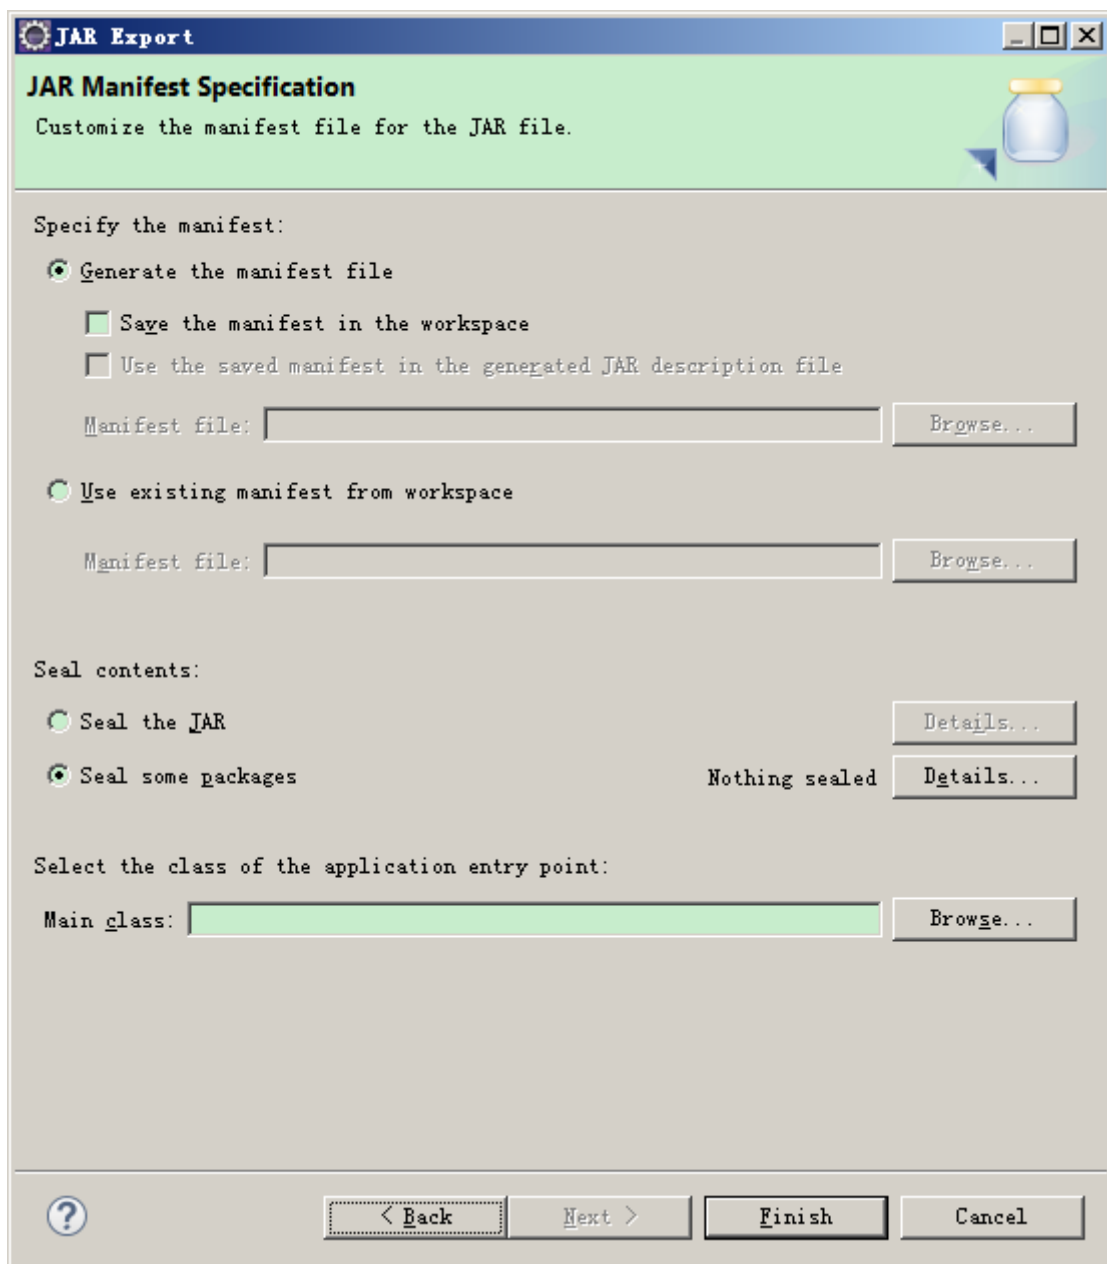 JAR Export
JAR Manifest Specification
Customize the manifest file for the JAR file.
Specify the manifest:
Generate the manifest file
Save the manifest in the workspace
Use the saved manifest in the generated JAR description file
Manifest file: Browse...
Use existing manifest from workspace
Manifest file: Browse...
Seal contents:
Seal the JAR Details...
Seal some packages Nothing sealed Details...
Select the class of the application entry point:
Main class: Browse...
? < Back Next > Finish Cancel